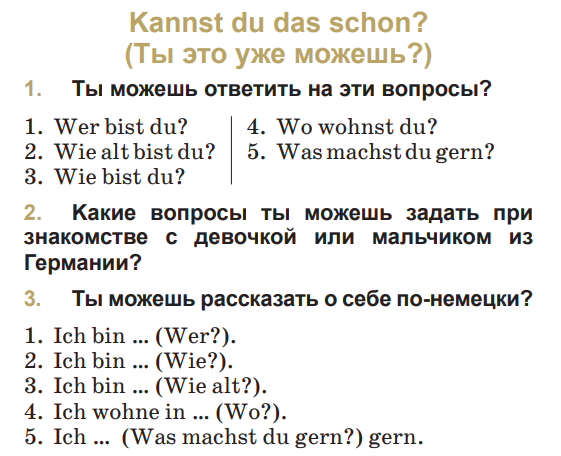 Kannst du das schon?
(Ты это уже можешь?)
1. Ты можешь ответить на эти вопросы?
1. Wer bist du?
2. Wie alt bist du?
3. Wie bist du?
4. Wo wohnst du?
5. Was machst du gern?
2. Какие вопросы ты можешь задать при
знакомстве с девочкой или мальчиком из
Германии?
3. Ты можешь рассказать о себе по-немецки?
1. Ich bin ... (Wer?).
2. Ich bin ... (Wie?).
3. Ich bin ... (Wie alt?).
4. Ich wohne in ... (Wo?).
5. Ich ... (Was machst du gern?) gern.